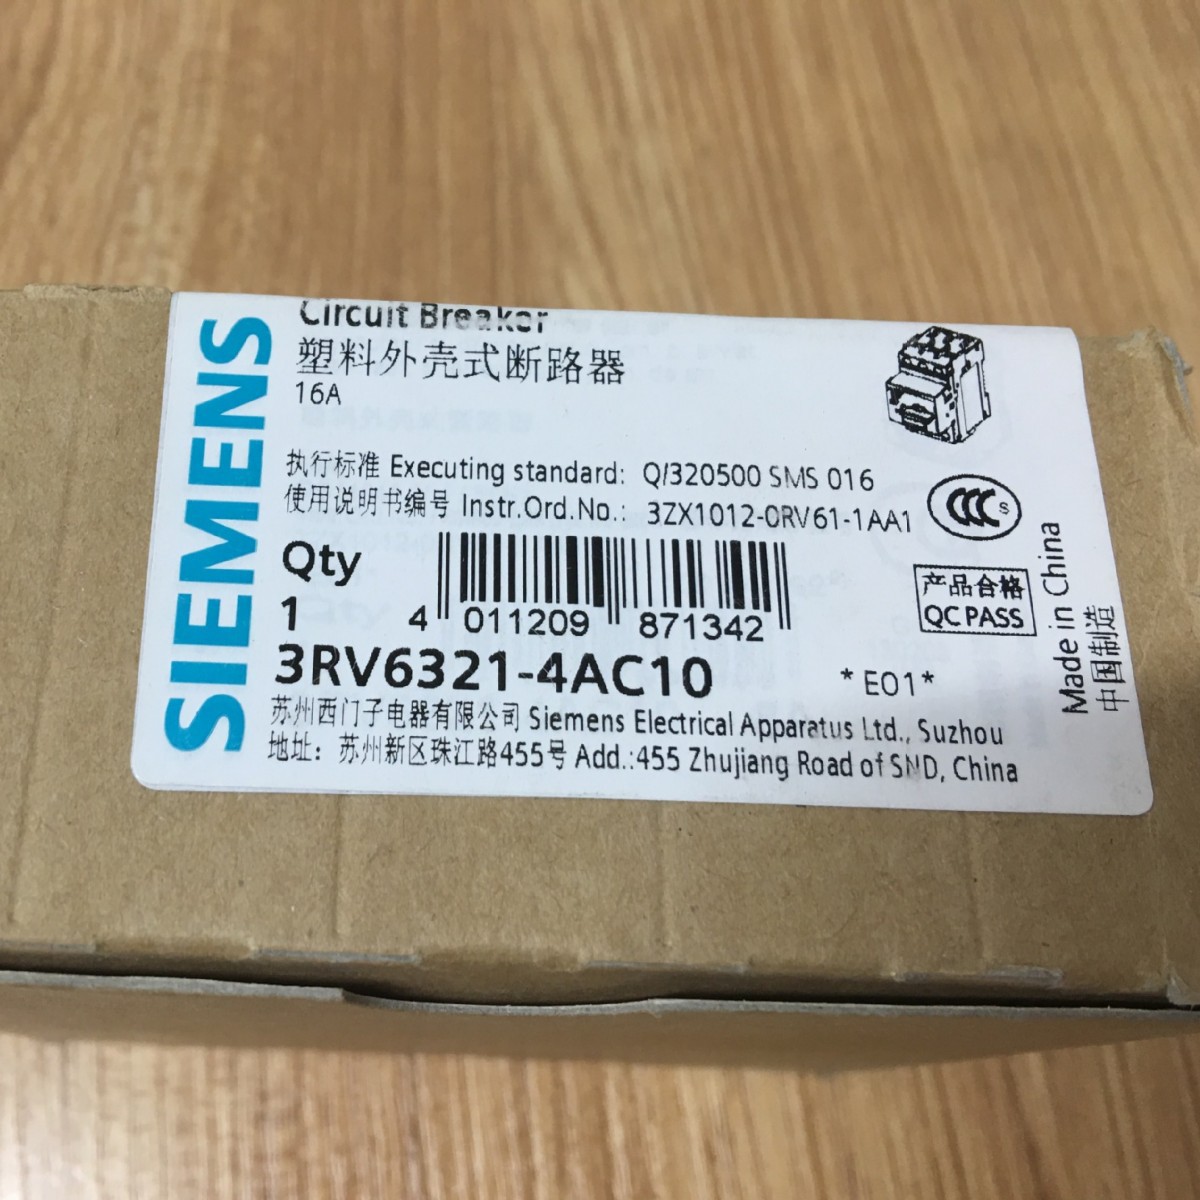 SIEMENS
Circuit Breaker
塑料外壳式断路器
16A
执行标准 Executing standard: Q/320500 SMS 016
使用说明书编号 Instr.Ord.No.: 3ZX1012-0RV61-1AA1
CCC S
Qty
1
4 011209 871342
产品合格
QC PASS
Made in China
中国制造
3RV6321-4AC10 *E01*
苏州西门子电器有限公司 Siemens Electrical Apparatus Ltd., Suzhou
地址: 苏州新区珠江路455号 Add.:455 Zhujiang Road of SND, China